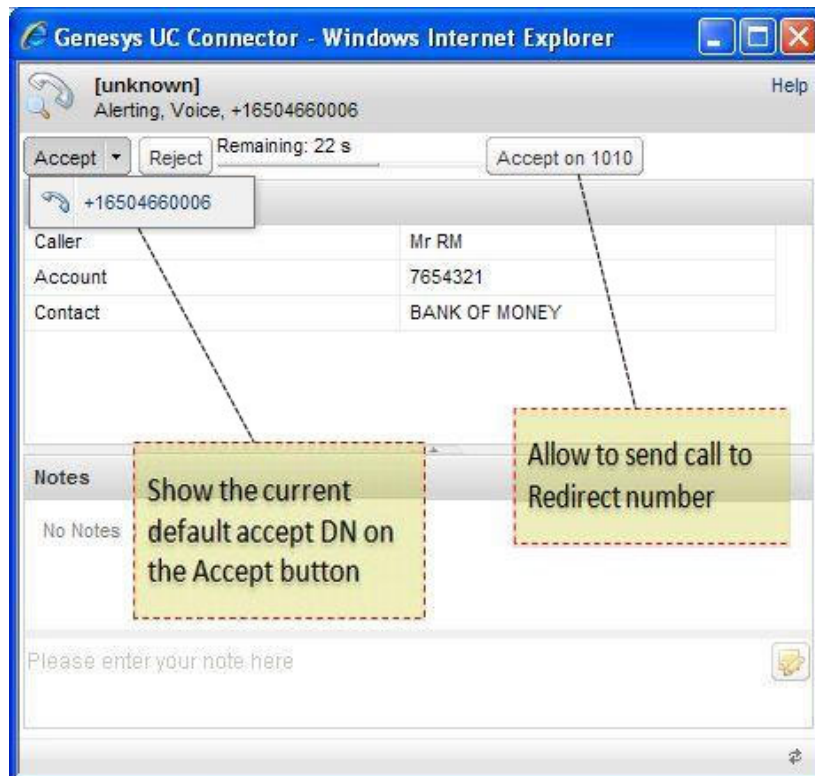 Genesys UC Connector - Windows Internet Explorer
[unknown]
Help
Alerting, Voice, +16504660006
Accept
Reject
Remaining: 22 s
Accept on 1010
+16504660006
Caller
Mr RM
Account
7654321
Contact
BANK OF MONEY
Allow to send call to
Redirect number
Notes
No Notes
Show the current
default accept DN on
the Accept button
Please enter your note here